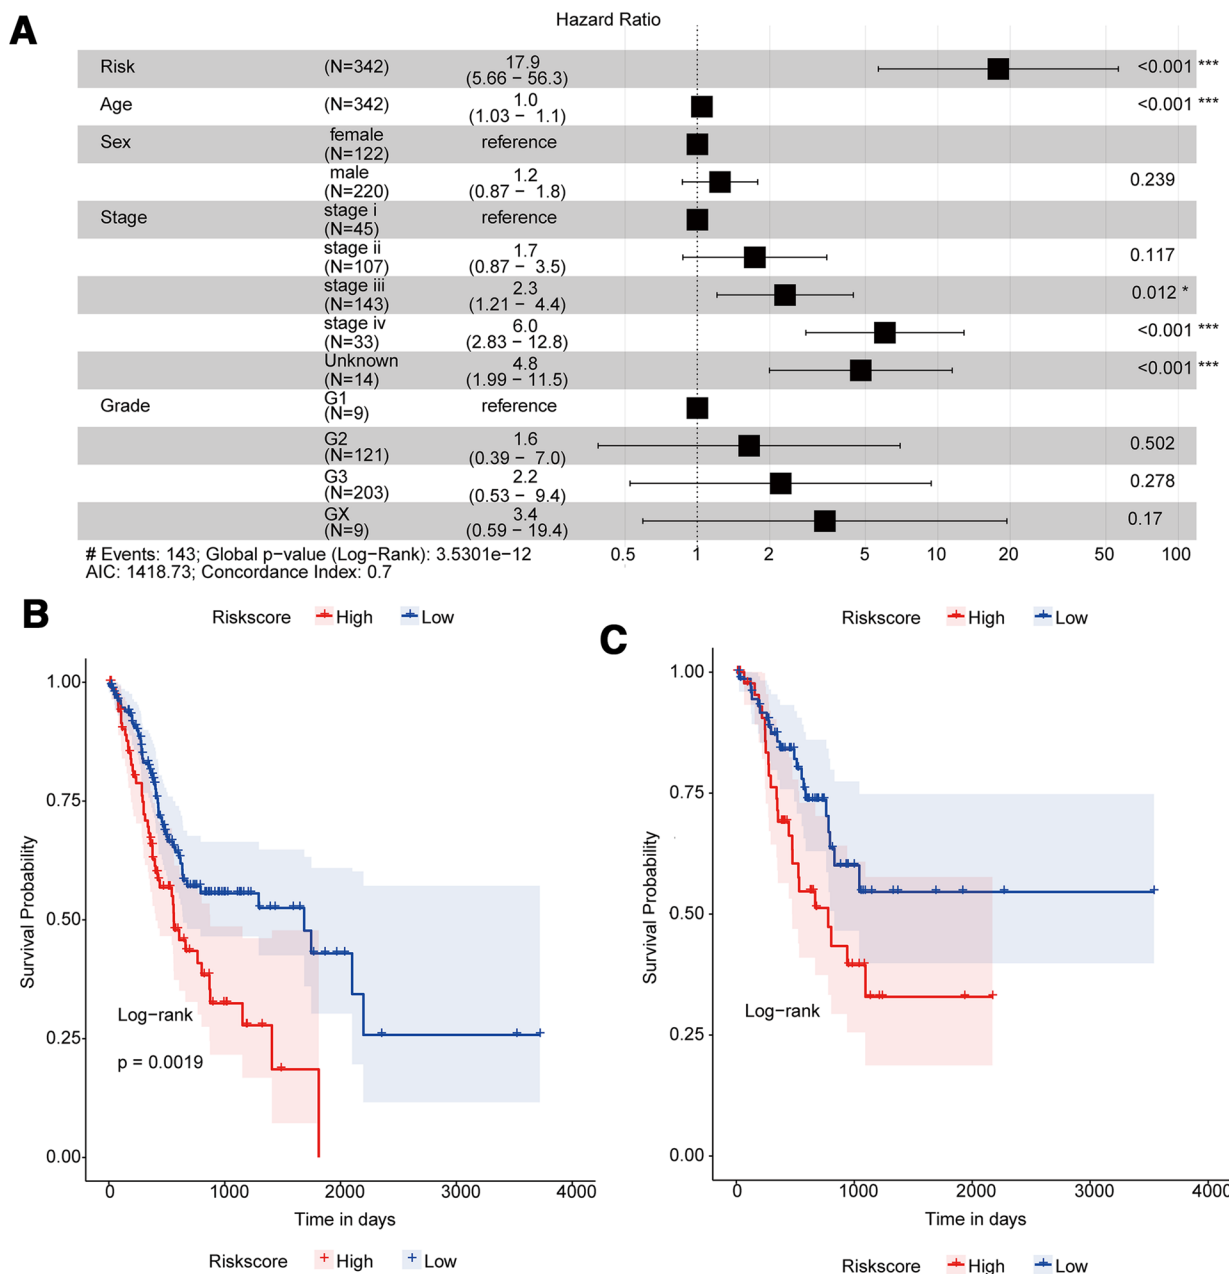 A
Hazard Ratio
Risk (N=342) 17.9 (5.66 − 56.3) <0.001 ***
Age (N=342) 1.0 (1.03 − 1.1) <0.001 ***
Sex female (N=122) reference
male (N=220) 1.2 (0.87 − 1.8) 0.239
Stage stage i (N=45) reference
stage ii (N=107) 1.7 (0.87 − 3.5) 0.117
stage iii (N=143) 2.3 (1.21 − 4.4) 0.012 *
stage iv (N=33) 6.0 (2.83 − 12.8) <0.001 ***
Unknown (N=14) 4.8 (1.99 − 11.5) <0.001 ***
Grade G1 (N=9) reference
G2 (N=121) 1.6 (0.39 − 7.0) 0.502
G3 (N=203) 2.2 (0.53 − 9.4) 0.278
GX (N=9) 3.4 (0.59 − 19.4) 0.17
# Events: 143; Global p−value (Log−Rank): 3.5301e−12
AIC: 1418.73; Concordance Index: 0.7
0.5 1 2 5 10 20 50 100
B
Riskscore High Low
1.00
0.75
0.50
0.25
0.00
Survival Probability
Log−rank
p = 0.0019
0 1000 2000 3000 4000
Time in days
Riskscore High Low
C
Riskscore High Low
1.00
0.75
0.50
0.25
0.00
Survival Probability
Log−rank
0 1000 2000 3000 4000
Time in days
Riskscore High Low